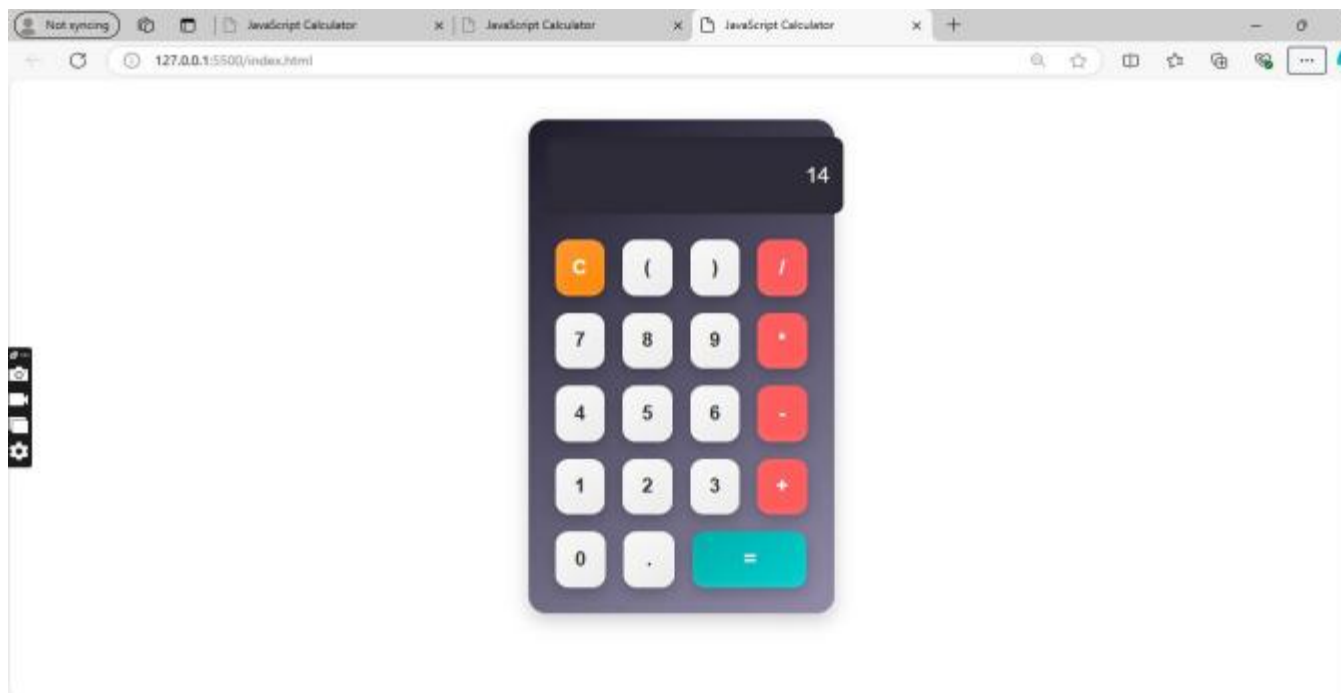 Not syncing JavaScript Calculator JavaScript Calculator JavaScript Calculator
127.0.0.1:5500/index.html
14
C ( ) /
7 8 9 *
4 5 6 -
1 2 3 +
0 . =